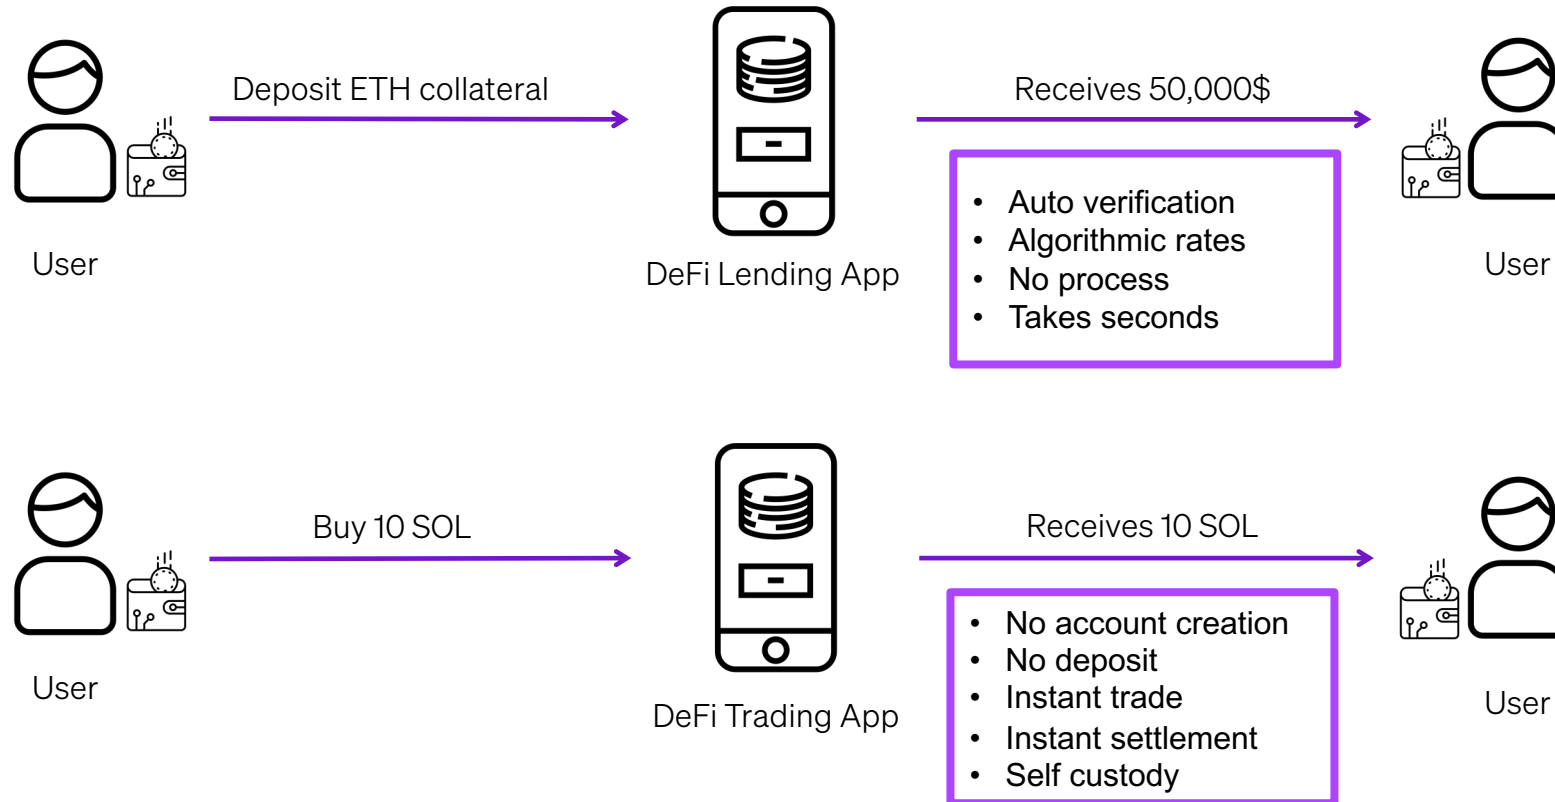 Deposit ETH collateral
Receives 50,000$
• Auto verification
• Algorithmic rates
• No process
• Takes seconds
User
DeFi Lending App
User
Buy 10 SOL
Receives 10 SOL
• No account creation
• No deposit
• Instant trade
• Instant settlement
• Self custody
User
DeFi Trading App
User